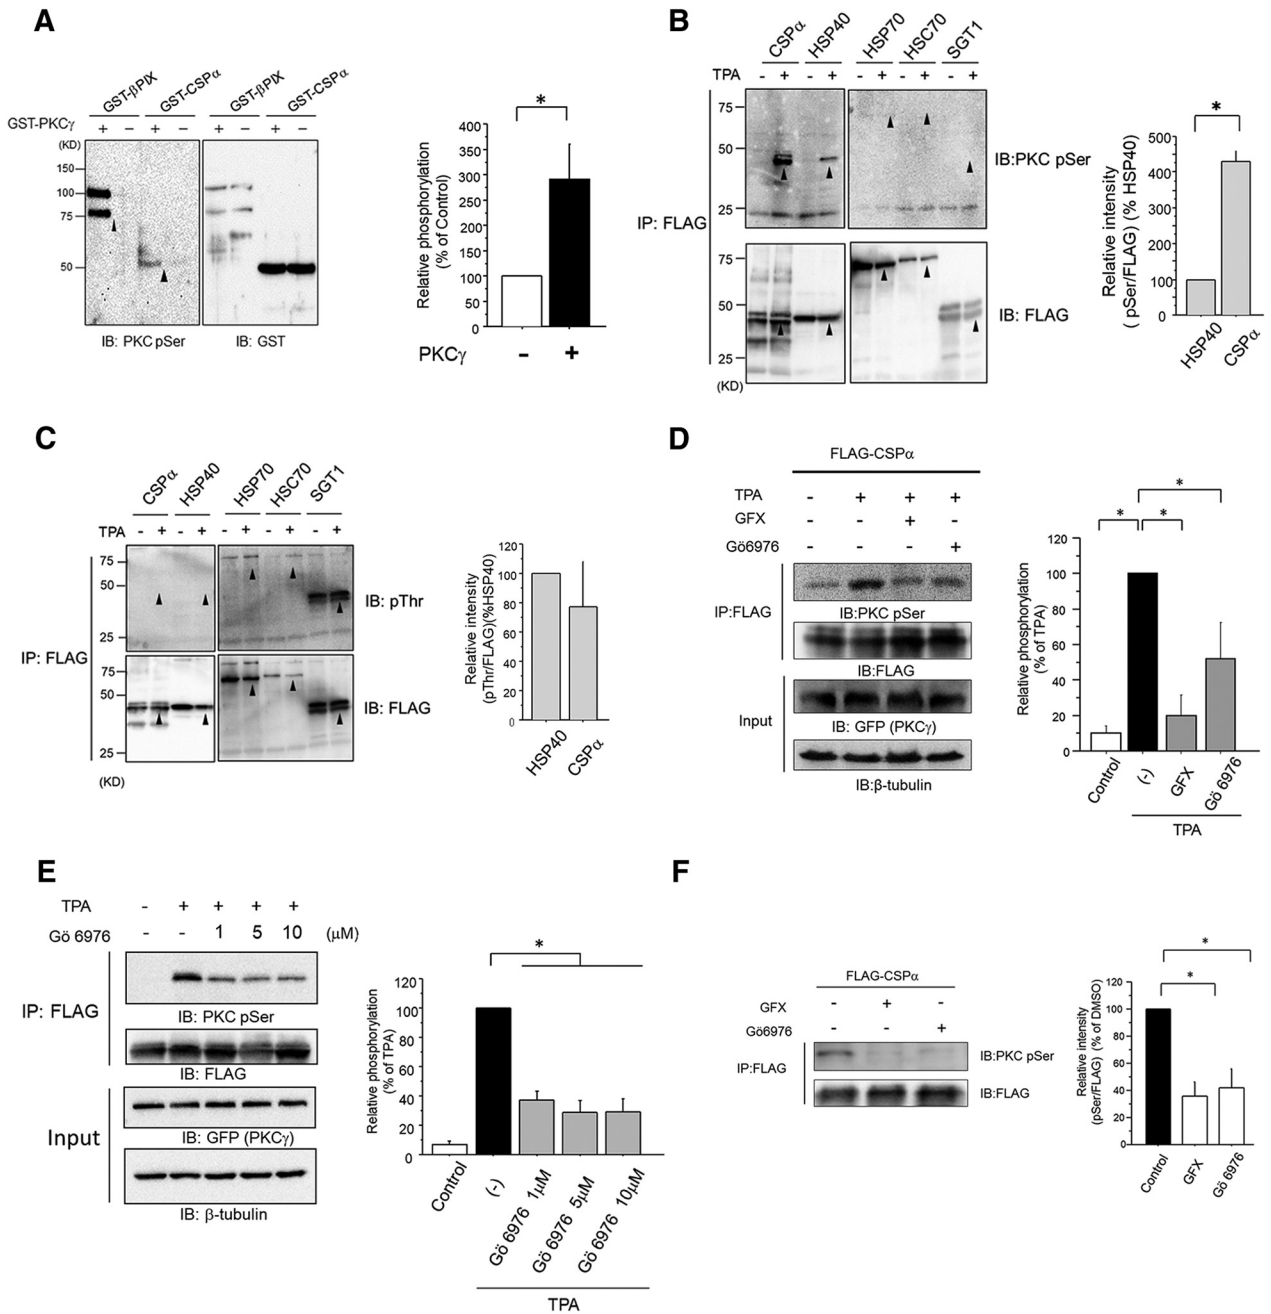 A
GST-βPIX GST-CSPα GST-βPIX GST-CSPα
GST-PKCγ + − + − + − + −
(KD)
150
100
75
50
IB: PKC pSer IB: GST
Relative phosphorylation
(% of Control)
*
400
350
300
250
200
150
100
50
0
PKCγ - +
B
CSPα HSP40 HSP70 HSC70 SGT1
TPA - + - + - + - + - +
75
50
25
IB:PKC pSer
IP: FLAG
75
50
25
IB: FLAG
(KD)
Relative intensity
( pSer/FLAG) (% HSP40)
*
500
450
400
300
200
100
0
HSP40 CSPα
C
CSPα HSP40 HSP70 HSC70 SGT1
TPA - + - + - + - + - +
75
50
25
IB: pThr
IP: FLAG
75
50
25
IB: FLAG
(KD)
Relative intensity
(pThr/FLAG)(%HSP40)
120
100
80
60
40
20
0
HSP40 CSPα
D
FLAG-CSPα
TPA - + + +
GFX - - + -
Gö6976 - - - +
IP:FLAG
IB:PKC pSer
IB:FLAG
Input
IB: GFP (PKCγ)
IB:β-tubulin
Relative phosphorylation
(% of TPA)
* * *
120
100
80
60
40
20
0
Control (-) GFX Gö 6976
TPA
E
TPA - + + + +
Gö 6976 - - 1 5 10 (μM)
IP: FLAG
IB: PKC pSer
IB: FLAG
Input
IB: GFP (PKCγ)
IB: β-tubulin
Relative phosphorylation
(% of TPA)
*
120
100
80
60
40
20
0
Control (-) Gö 6976 1μM Gö 6976 5μM Gö 6976 10μM
TPA
F
FLAG-CSPα
GFX - + -
Gö6976 - - +
IP:FLAG
IB:PKC pSer
IB:FLAG
Relative intensity
(pSer/FLAG) (% of DMSO)
*
*
120
100
80
60
40
20
0
Control GFX Gö 6976